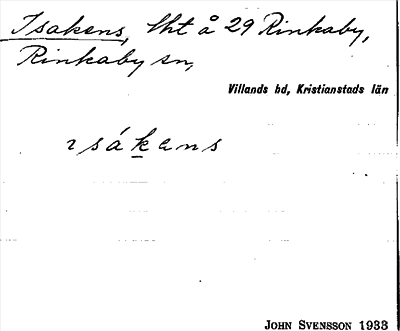 Isakens, lht å 29 Rinkaby,
Rinkaby sn,
Villands hd, Kristianstads län
 isákens
JOHN SVENSSON 1933